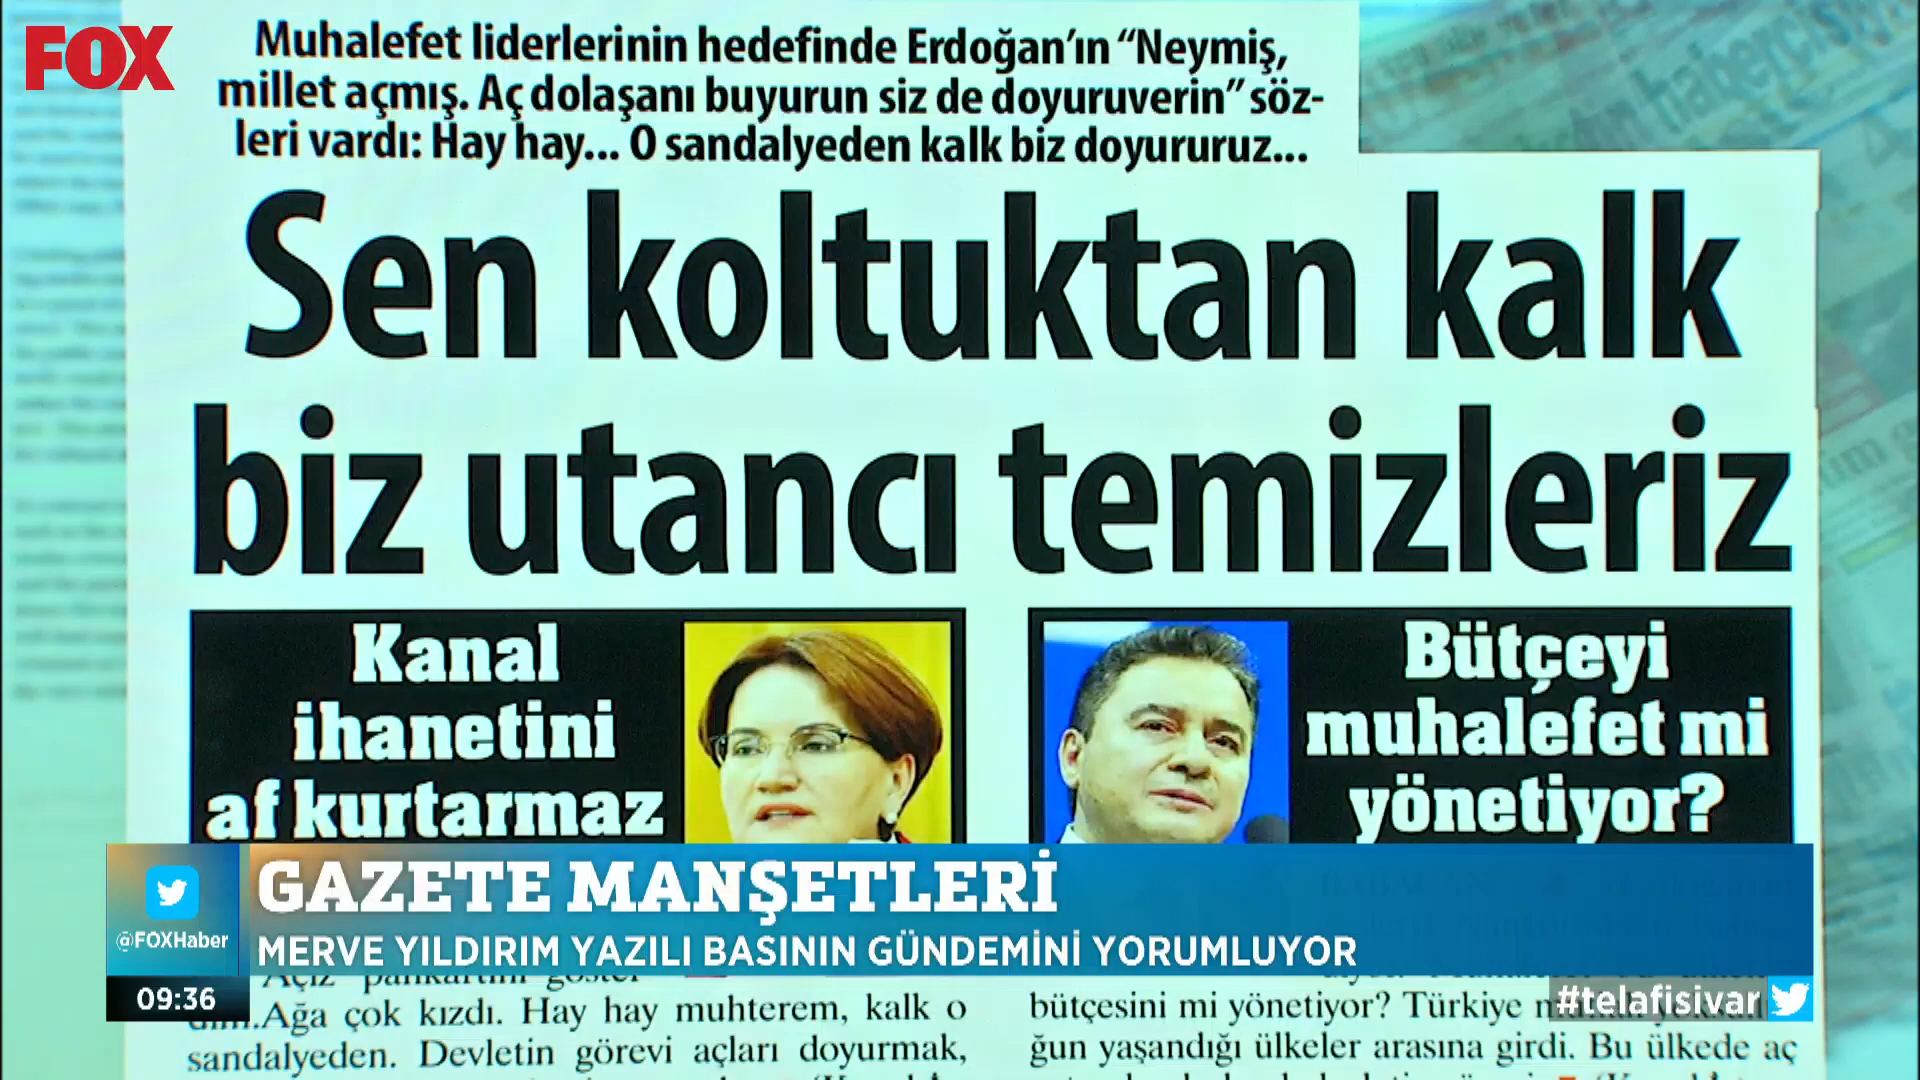 FOX
Muhalefet liderlerinin hedefinde Erdoğan’ın “Neymiş,
millet açmış. Aç dolaşanı buyurun siz de doyuruverin” söz-
leri vardı: Hay hay... O sandalyeden kalk biz doyururuz...
Sen koltuktan kalk
biz utancı temizleriz
Kanal
ihanetini
af kurtarmaz
Bütçeyi
muhalefet mi
yönetiyor?
GAZETE MANŞETLERİ
@FOXHaber
MERVE YILDIRIM YAZILI BASININ GÜNDEMİNİ YORUMLUYOR
09:36
#telafisivar
Açız pankartını göster
Ağa çok kızdı. Hay hay muhterem, kalk o
sandalyeden. Devletin görevi açları doyurmak,
bütçesini mi yönetiyor? Türkiye
ğun yaşandığı ülkeler arasına girdi. Bu ülkede aç